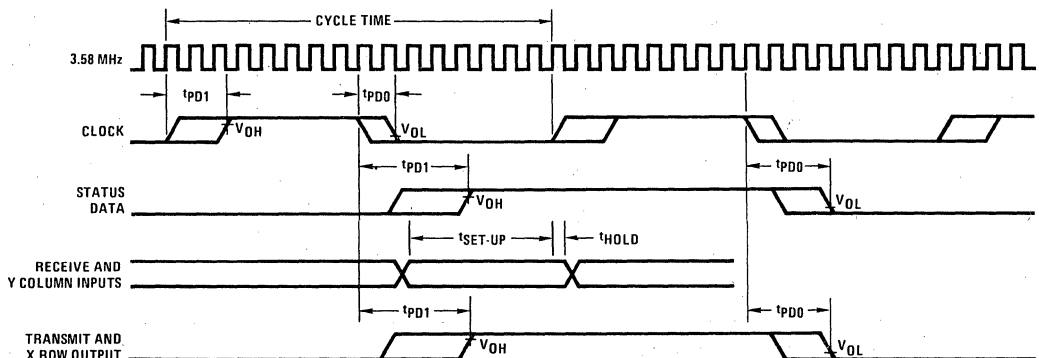 CYCLE TIME
3.58 MHz
tPD1
tPD0
CLOCK
VOH
VOL
tPD1
tPD0
STATUS
DATA
VOH
VOL
tSET-UP
tHOLD
RECEIVE AND
Y COLUMN INPUTS
tPD1
tPD0
TRANSMIT AND
X ROW OUTPUT
VOH
VOL